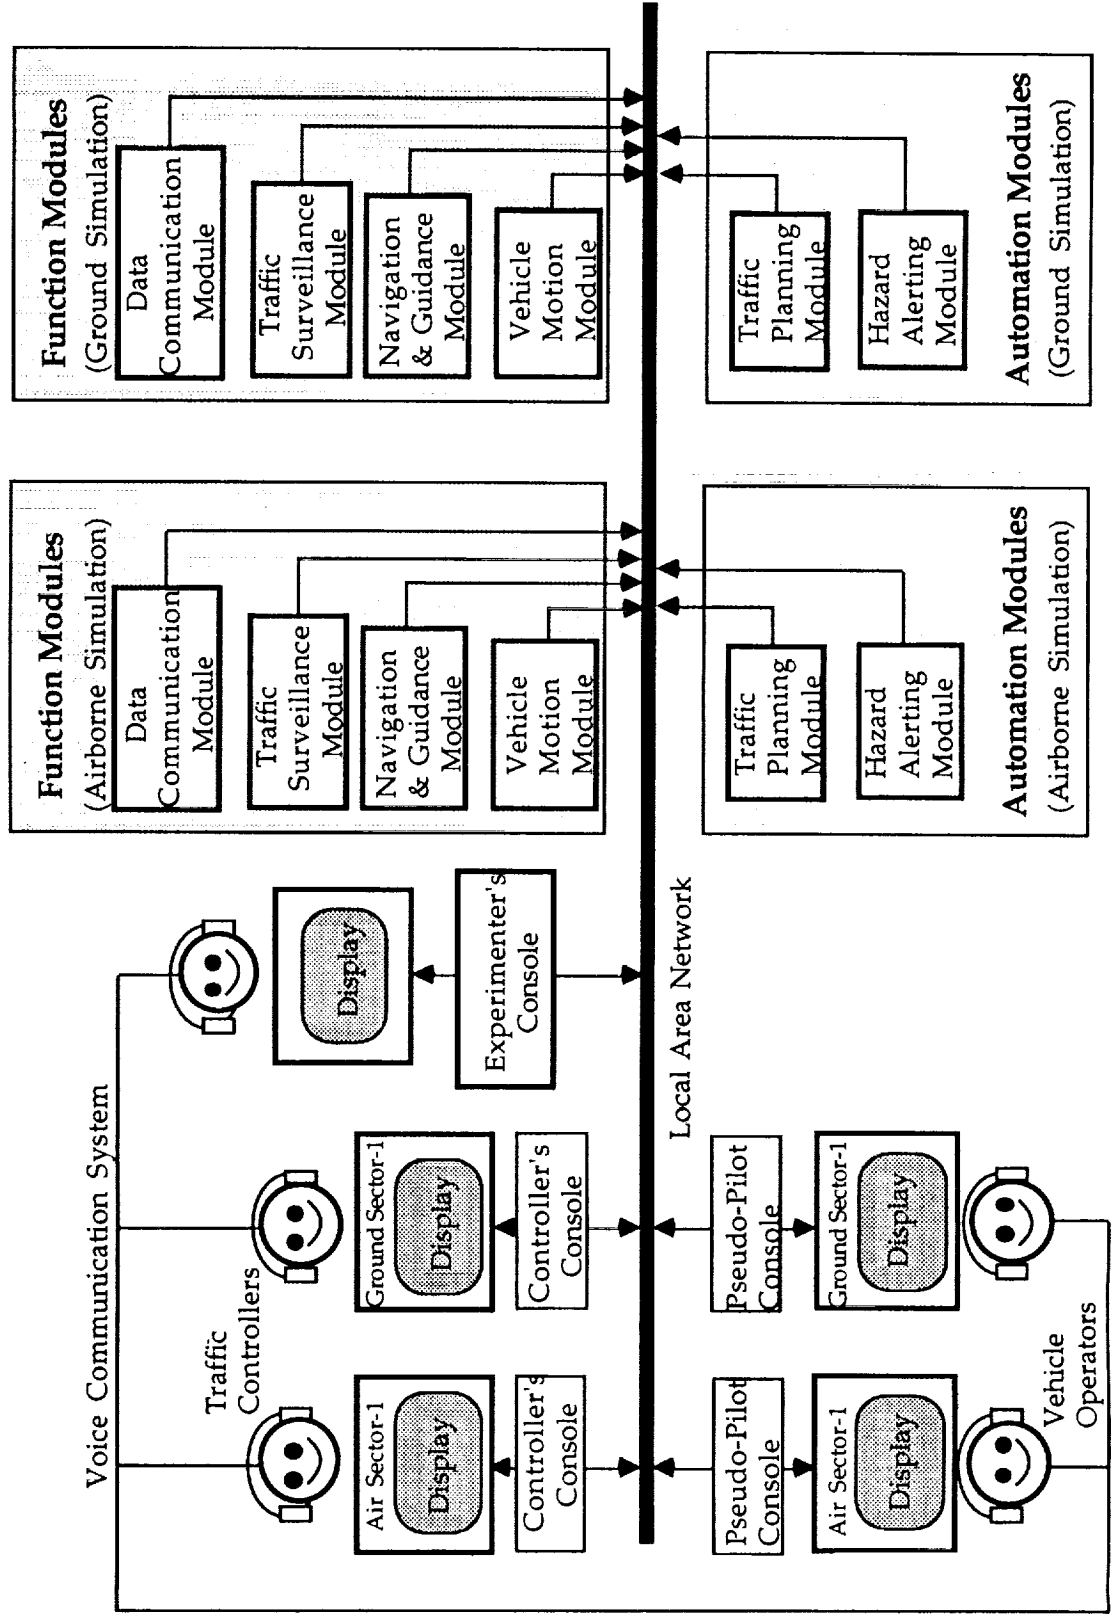 Voice Communication System
Traffic
Controllers
Air Sector-1
Display
Controller's
Console
Ground Sector-1
Display
Controller's
Console
Display
Experimenter's
Console
Local Area Network
Pseudo-Pilot
Console
Air Sector-1
Display
Pseudo-Pilot
Console
Ground Sector-1
Display
Vehicle
Operators
Function Modules
(Airborne Simulation)
Data
Communication
Module
Traffic
Surveillance
Module
Navigation
& Guidance
Module
Vehicle
Motion
Module
Traffic
Planning
Module
Hazard
Alerting
Module
Automation Modules
(Airborne Simulation)
Function Modules
(Ground Simulation)
Data
Communication
Module
Traffic
Surveillance
Module
Navigation
& Guidance
Module
Vehicle
Motion
Module
Traffic
Planning
Module
Hazard
Alerting
Module
Automation Modules
(Ground Simulation)